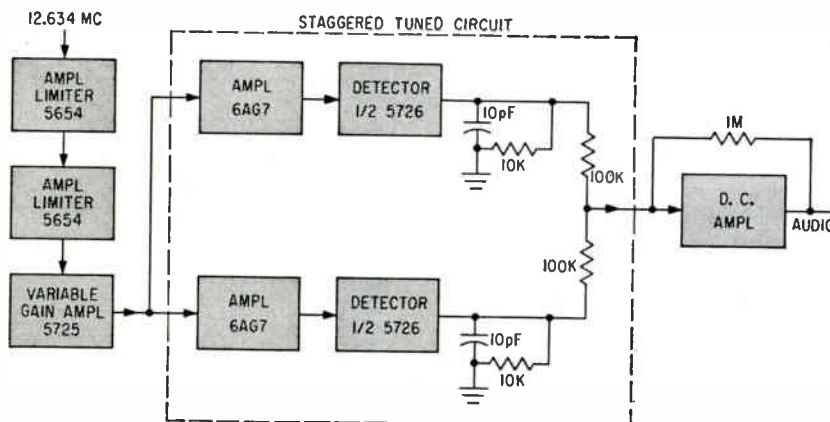 12.634 MC
STAGGERED TUNED CIRCUIT
AMPL
LIMITER
5654
AMPL
LIMITER
5654
VARIABLE
GAIN AMPL
5725
AMPL
6AG7
DETECTOR
1/2 5726
10pF
10K
100K
AMPL
6AG7
DETECTOR
1/2 5726
10pF
10K
100K
1M
D. C.
AMPL
AUDIO